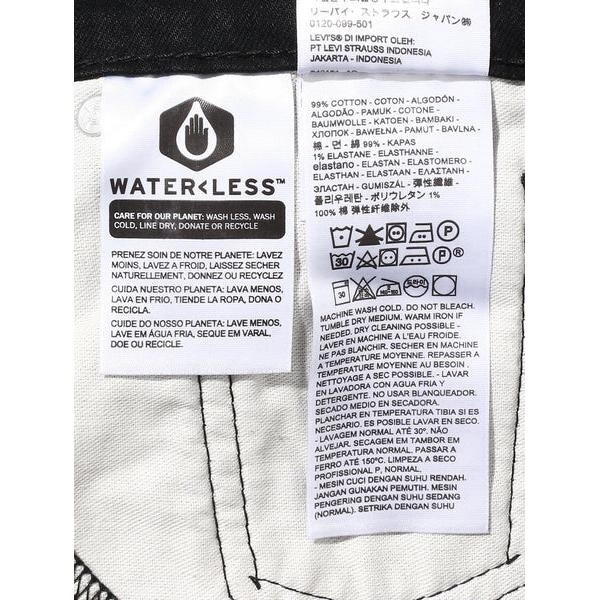 リーバイ・ストラウス ジャパン㈱
0120-099-501
LEVI'S® DI IMPORT OLEH:
PT LEVI STRAUSS INDONESIA
JAKARTA - INDONESIA
WATER<LESS™
CARE FOR OUR PLANET: WASH LESS, WASH
COLD, LINE DRY, DONATE OR RECYCLE
PRENEZ SOIN DE NOTRE PLANETE: LAVEZ
MOINS, LAVEZ A FROID, LAISSEZ SECHER
NATURELLEMENT, DONNEZ OU RECYCLEZ
CUIDA NUESTRO PLANETA: LAVA MENOS,
LAVA EN FRIO, TIENDE LA ROPA, DONA O
RECICLA.
CUIDE DO NOSSO PLANETA: LAVE MENOS,
LAVE EM ÁGUA FRIA, SEQUE EM VARAL,
DOE OU RECICLE.
99% COTTON - COTON - ALGODÓN -
ALGODÃO - PAMUK - COTONE -
BAUMWOLLE - KATOEN - BAMBAKI -
ХЛОПОК - BAWEŁNA - PAMUT - BAVLNA -
棉 - 면 - 綿 99% - KAPAS
1% ELASTANE - ELASTHANNE -
elastano - ELASTAN - ELASTOMERO -
ELASTHAN - ELASTAAN - ΕΛΑΣΤΑΝΗ -
ЭЛАСТАН - GUMISZÁL - 弹性纖維 -
폴리우레탄 - ポリウレタン 1%
100% 棉 弹性纖維除外
30
30
140-160
드라이
MACHINE WASH COLD. DO NOT BLEACH.
TUMBLE DRY MEDIUM. WARM IRON IF
NEEDED. DRY CLEANING POSSIBLE -
LAVER EN MACHINE A L'EAU FROIDE.
NE PAS BLANCHIR. REPASSER A
TEMPERATURE MOYENNE AU BESOIN .
NETTOYAGE A SEC POSSIBLE. - LAVAR
EN LAVADORA CON AGUA FRIA Y
DETERGENTE. NO USAR BLANQUEADOR.
SECADO MEDIO EN SECADORA.
PLANCHAR EN TEMPERATURA TIBIA SI ES
NECESARIO. ES POSIBLE LAVAR EN SECO.
- LAVAGEM NORMAL ATÉ 30°. NÃO
ALVEJAR. SECAGEM EM TAMBOR EM
TEMPERATURA NORMAL. PASSAR A
FERRO ATÉ 150°C. LIMPEZA A SECO
PROFISSIONAL P, NORMAL.
- MESIN CUCI DENGAN SUHU RENDAH.
JANGAN GUNAKAN PEMUTIH. MESIN
PENGERING DENGAN SUHU SEDANG
(NORMAL). SETRIKA DENGAN SUHU